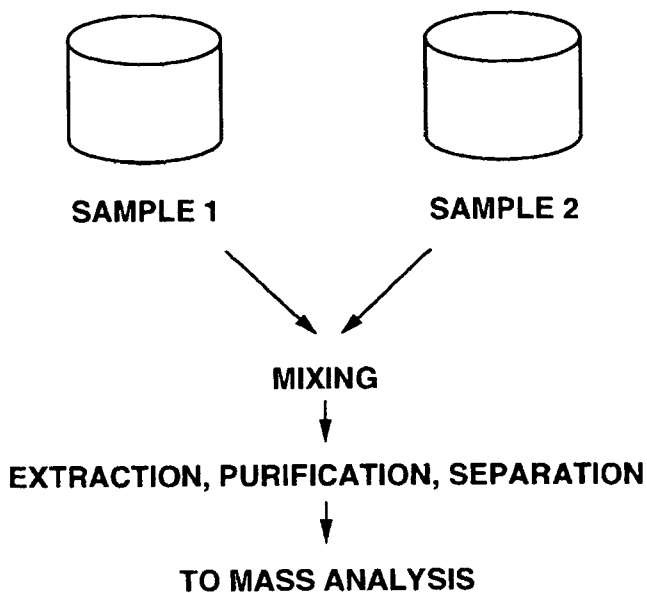 SAMPLE 1
SAMPLE 2
MIXING
EXTRACTION, PURIFICATION, SEPARATION
TO MASS ANALYSIS